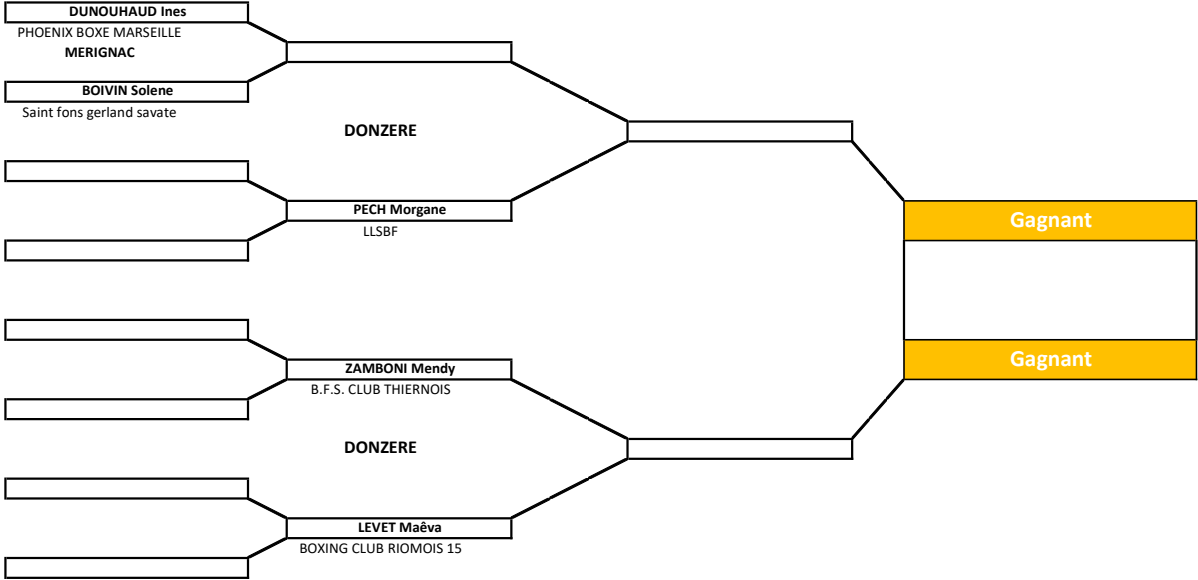 DUNOUHAUD Ines
PHOENIX BOXE MARSEILLE
MERIGNAC
BOIVIN Solene
Saint fons gerland savate
DONZERE
PECH Morgane
LLSBF
Gagnant
Gagnant
ZAMBONI Mendy
B.F.S. CLUB THIERNOIS
DONZERE
LEVET Maêva
BOXING CLUB RIOMOIS 15